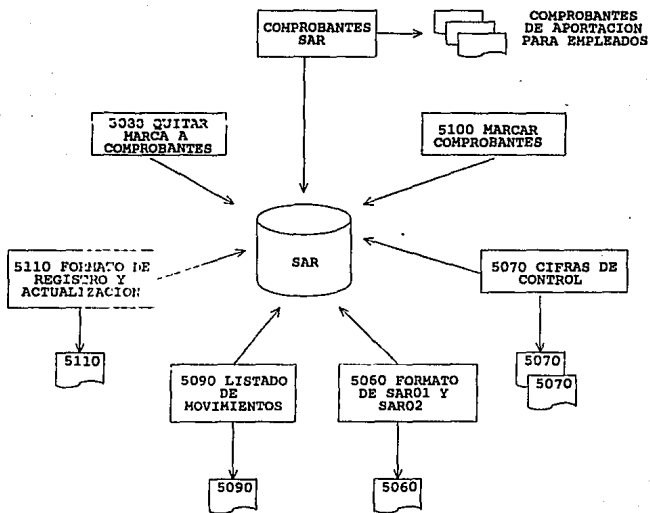 COMPROBANTES
SAR
COMPROBANTES
DE APORTACION
PARA EMPLEADOS
QUITAR
MARCA A
COMPROBANTES
5100 MARCAR
COMPROBANTES
SAR
5110 FORMATO DE
REGISTRO Y
ACTUALIZACION
5070 CIFRAS DE
CONTROL
5110
5090 LISTADO
DE
MOVIMIENTOS
5060 FORMATO
DE SAR01 Y
SAR02
5070
5070
5090
5060